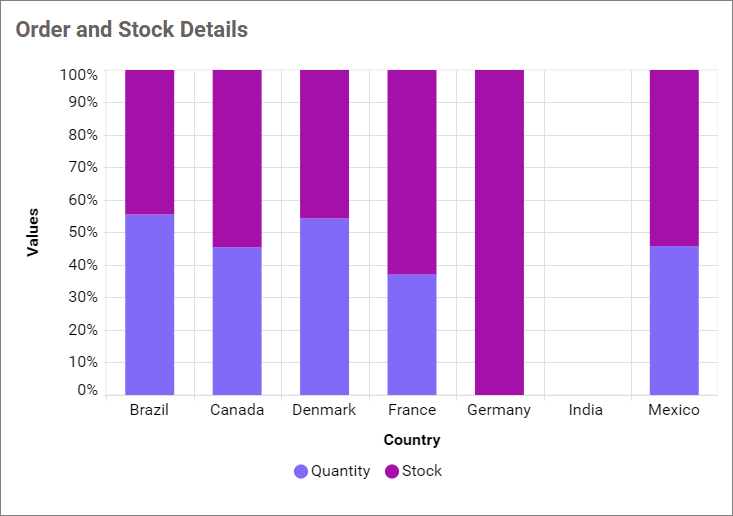 Order and Stock Details
100%
90%
80%
70%
60%
50%
40%
30%
20%
10%
0%
Values
Brazil Canada Denmark France Germany India Mexico
Country
Quantity Stock